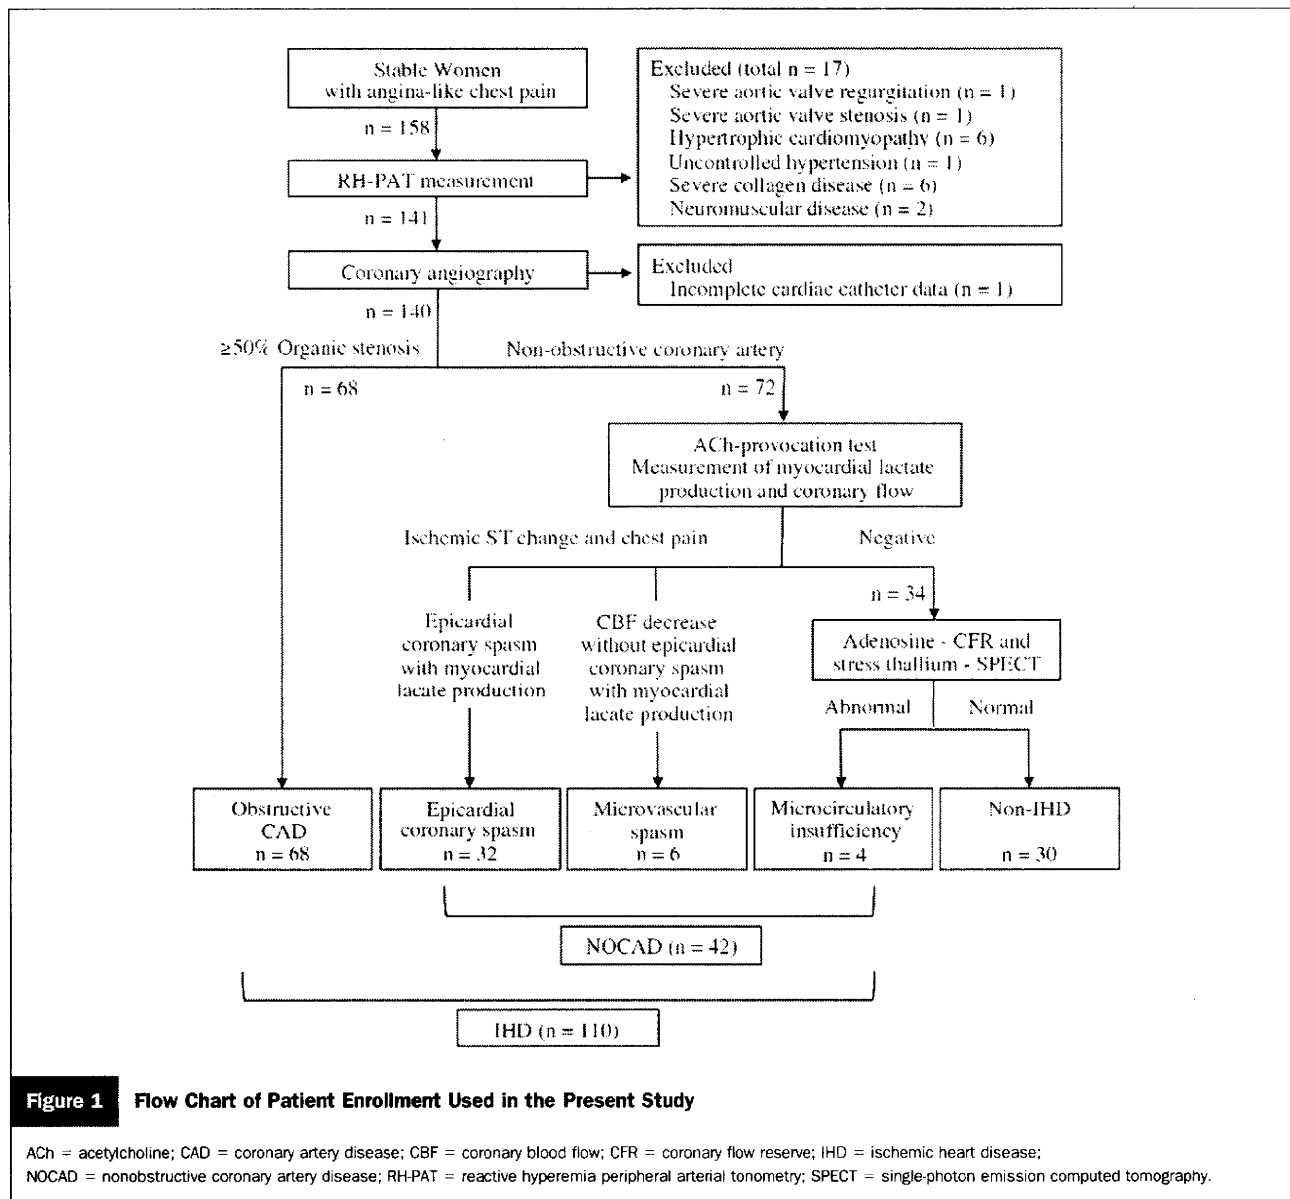 Stable Women
with angina-like chest pain
n = 158
RH-PAT measurement
n = 141
Coronary angiography
n = 140
Excluded (total n = 17)
Severe aortic valve regurgitation (n = 1)
Severe aortic valve stenosis (n = 1)
Hypertrophic cardiomyopathy (n = 6)
Uncontrolled hypertension (n = 1)
Severe collagen disease (n = 6)
Neuromuscular disease (n = 2)
Excluded
Incomplete cardiac catheter data (n = 1)
≥50% Organic stenosis
n = 68
Non-obstructive coronary artery
n = 72
ACh-provocation test
Measurement of myocardial lactate
production and coronary flow
Ischemic ST change and chest pain
Negative
n = 34
Epicardial
coronary spasm
with myocardial
lacate production
CBF decrease
without epicardial
coronary spasm
with myocardial
lacate production
Adenosine - CFR and
stress thallium - SPECT
Abnormal
Normal
Obstructive
CAD
n = 68
Epicardial
coronary spasm
n = 32
Microvascular
spasm
n = 6
Microcirculatory
insufficiency
n = 4
Non-IHD
n = 30
NOCAD (n = 42)
IHD (n = 110)
Figure 1 Flow Chart of Patient Enrollment Used in the Present Study
ACh = acetylcholine; CAD = coronary artery disease; CBF = coronary blood flow; CFR = coronary flow reserve; IHD = ischemic heart disease;
NOCAD = nonobstructive coronary artery disease; RH-PAT = reactive hyperemia peripheral arterial tonometry; SPECT = single-photon emission computed tomography.